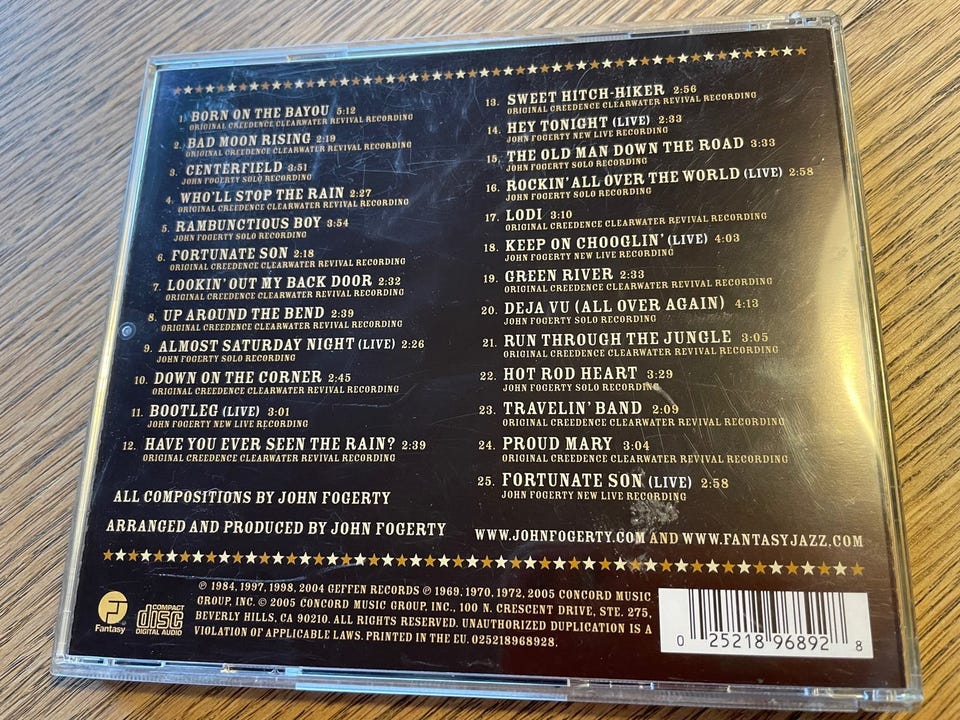 1. BORN ON THE BAYOU 5:12
ORIGINAL CREEDENCE CLEARWATER REVIVAL RECORDING
2. BAD MOON RISING 2:19
ORIGINAL CREEDENCE CLEARWATER REVIVAL RECORDING
3. CENTERFIELD 3:51
JOHN FOGERTY SOLO RECORDING
4. WHO'LL STOP THE RAIN 2:27
ORIGINAL CREEDENCE CLEARWATER REVIVAL RECORDING
5. RAMBUNCTIOUS BOY 3:54
JOHN FOGERTY SOLO RECORDING
6. FORTUNATE SON 2:18
ORIGINAL CREEDENCE CLEARWATER REVIVAL RECORDING
7. LOOKIN' OUT MY BACK DOOR 2:32
ORIGINAL CREEDENCE CLEARWATER REVIVAL RECORDING
8. UP AROUND THE BEND 2:39
ORIGINAL CREEDENCE CLEARWATER REVIVAL RECORDING
9. ALMOST SATURDAY NIGHT (LIVE) 2:26
JOHN FOGERTY SOLO RECORDING
10. DOWN ON THE CORNER 2:45
ORIGINAL CREEDENCE CLEARWATER REVIVAL RECORDING
11. BOOTLEG (LIVE) 3:01
JOHN FOGERTY NEW LIVE RECORDING
12. HAVE YOU EVER SEEN THE RAIN? 2:39
ORIGINAL CREEDENCE CLEARWATER REVIVAL RECORDING
13. SWEET HITCH-HIKER 2:56
ORIGINAL CREEDENCE CLEARWATER REVIVAL RECORDING
14. HEY TONIGHT (LIVE) 2:33
JOHN FOGERTY NEW LIVE RECORDING
15. THE OLD MAN DOWN THE ROAD 3:33
JOHN FOGERTY SOLO RECORDING
16. ROCKIN' ALL OVER THE WORLD (LIVE) 2:58
JOHN FOGERTY SOLO RECORDING
17. LODI 3:10
ORIGINAL CREEDENCE CLEARWATER REVIVAL RECORDING
18. KEEP ON CHOOGLIN' (LIVE) 4:03
JOHN FOGERTY NEW LIVE RECORDING
19. GREEN RIVER 2:33
ORIGINAL CREEDENCE CLEARWATER REVIVAL RECORDING
20. DEJA VU (ALL OVER AGAIN) 4:13
JOHN FOGERTY SOLO RECORDING
21. RUN THROUGH THE JUNGLE 3:05
ORIGINAL CREEDENCE CLEARWATER REVIVAL RECORDING
22. HOT ROD HEART 3:29
JOHN FOGERTY SOLO RECORDING
23. TRAVELIN' BAND 2:09
ORIGINAL CREEDENCE CLEARWATER REVIVAL RECORDING
24. PROUD MARY 3:04
ORIGINAL CREEDENCE CLEARWATER REVIVAL RECORDING
25. FORTUNATE SON (LIVE) 2:58
JOHN FOGERTY NEW LIVE RECORDING
ALL COMPOSITIONS BY JOHN FOGERTY
ARRANGED AND PRODUCED BY JOHN FOGERTY
WWW.JOHNFOGERTY.COM AND WWW.FANTASYJAZZ.COM
℗ 1984, 1997, 1998, 2004 GEFFEN RECORDS ℗ 1969, 1970, 1972, 2005 CONCORD MUSIC
GROUP, INC. © 2005 CONCORD MUSIC GROUP, INC., 100 N. CRESCENT DRIVE, STE. 275,
BEVERLY HILLS, CA 90210. ALL RIGHTS RESERVED. UNAUTHORIZED DUPLICATION IS A
VIOLATION OF APPLICABLE LAWS. PRINTED IN THE EU. 025218968928.
Fantasy
COMPACT
disc
DIGITAL AUDIO
0 25218 96892 8